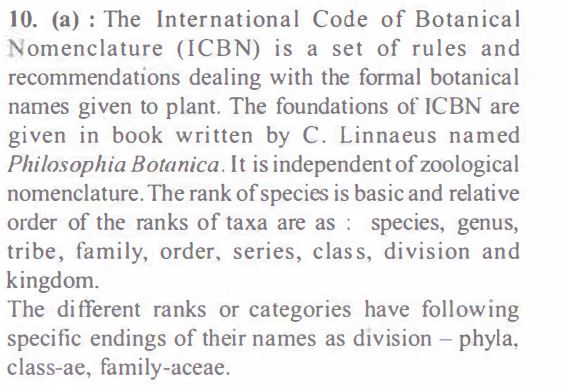 10. (a) : The International Code of Botanical
Nomenclature (ICBN) is a set of rules and
recommendations dealing with the formal botanical
names given to plant. The foundations of ICBN are
given in book written by C. Linnaeus named
Philosophia Botanica. It is independent of zoological
nomenclature. The rank of species is basic and relative
order of the ranks of taxa are as : species, genus,
tribe, family, order, series, class, division and
kingdom.
The different ranks or categories have following
specific endings of their names as division – phyla,
class-ae, family-aceae.